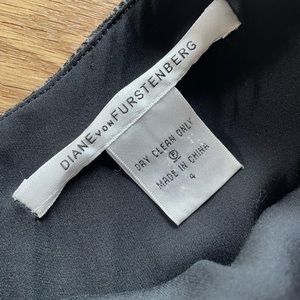 DIANE VON FURSTENBERG
DRY CLEAN ONLY
P
MADE IN CHINA
4